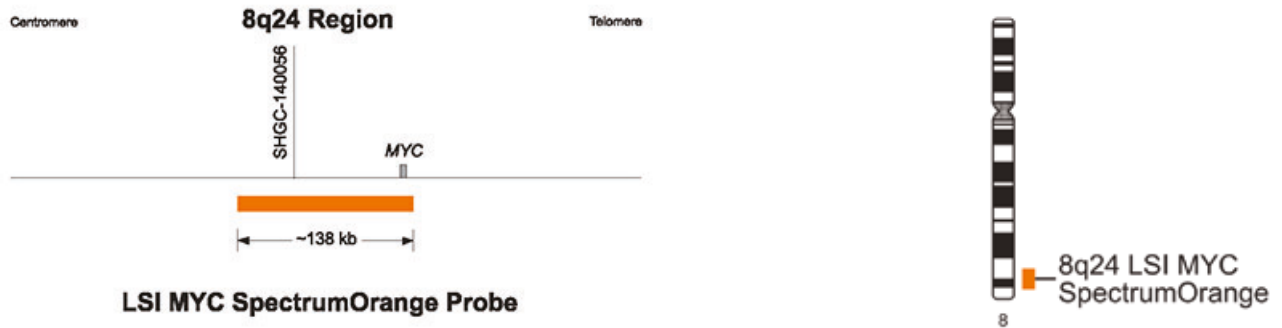 Centromere
8q24 Region
Telomere
SHGC-140056
MYC
~138 kb
LSI MYC SpectrumOrange Probe
8q24 LSI MYC
SpectrumOrange
8